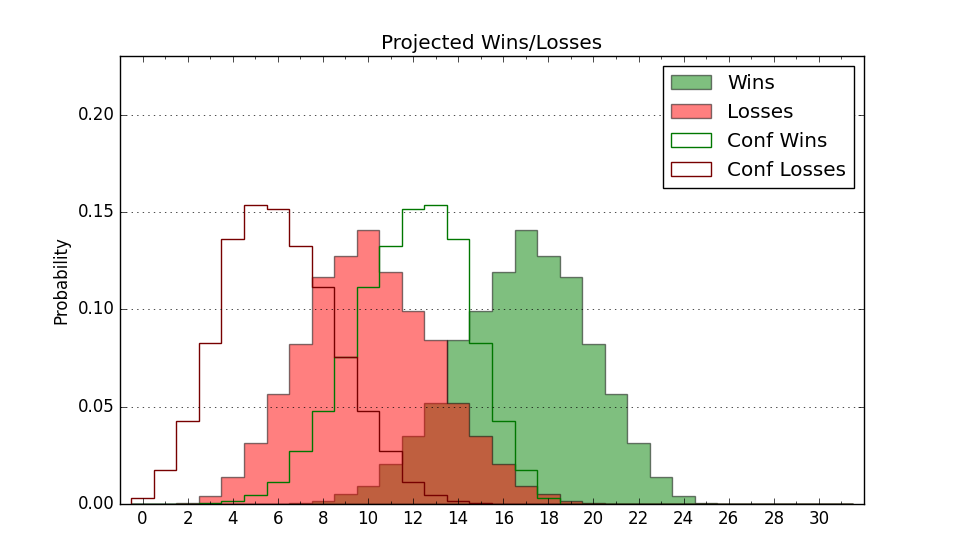 Projected Wins/Losses
Wins
Losses
Conf Wins
Conf Losses
Probability
0.20
0.15
0.10
0.05
0.00
0 2 4 6 8 10 12 14 16 18 20 22 24 26 28 30